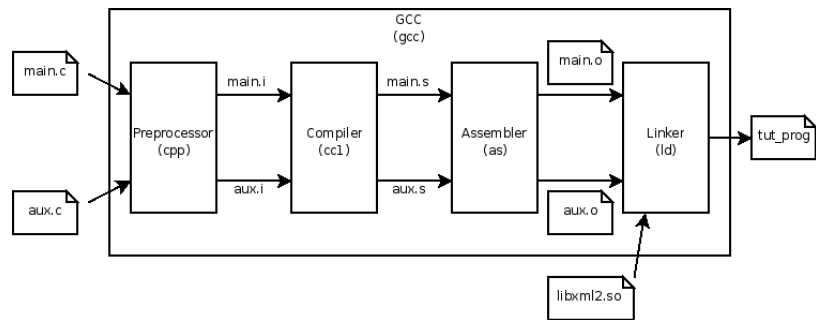 GCC
(gcc)
main.c
main.i
main.s
main.o
Preprocessor
(cpp)
Compiler
(cc1)
Assembler
(as)
Linker
(ld)
tut_prog
aux.c
aux.i
aux.s
aux.o
libxml2.so